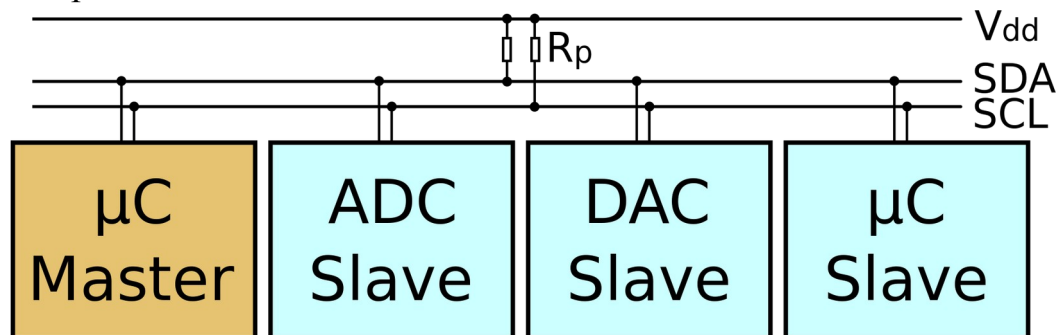 Vdd
Rp
SDA
SCL
µC
Master
ADC
Slave
DAC
Slave
µC
Slave